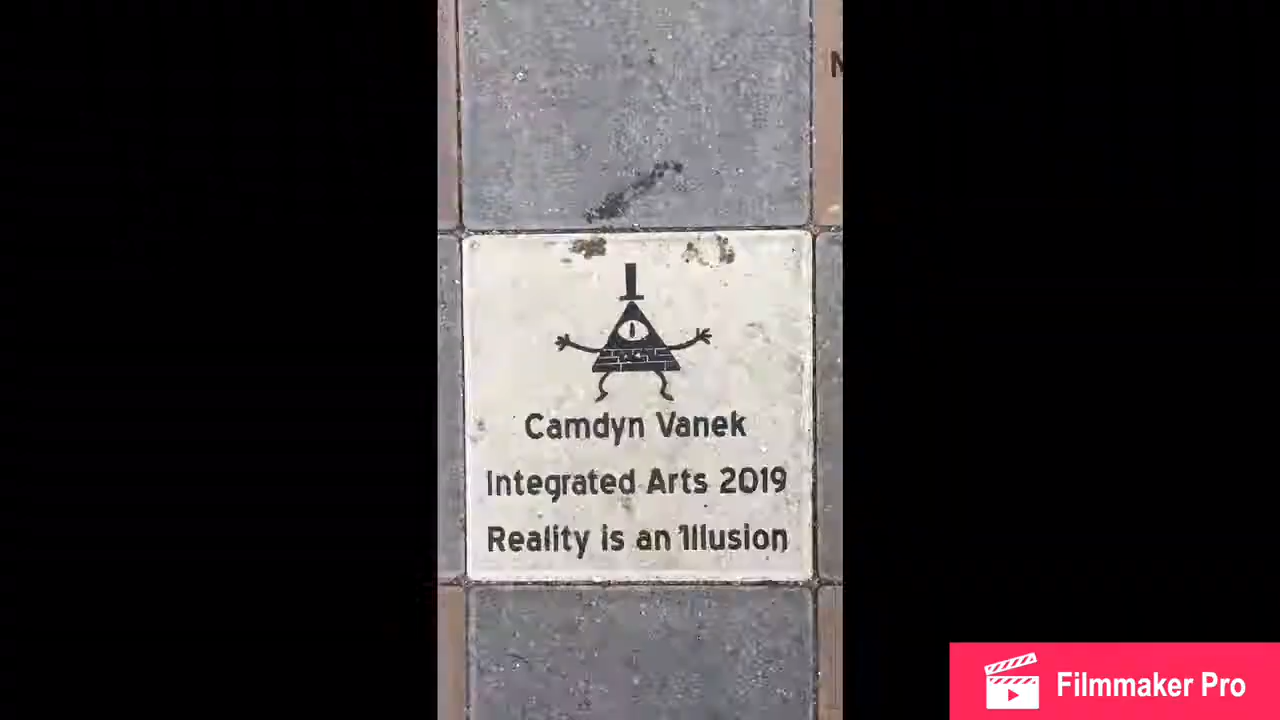 Camdyn Vanek
Integrated Arts 2019
Reality is an Illusion
Filmmaker Pro